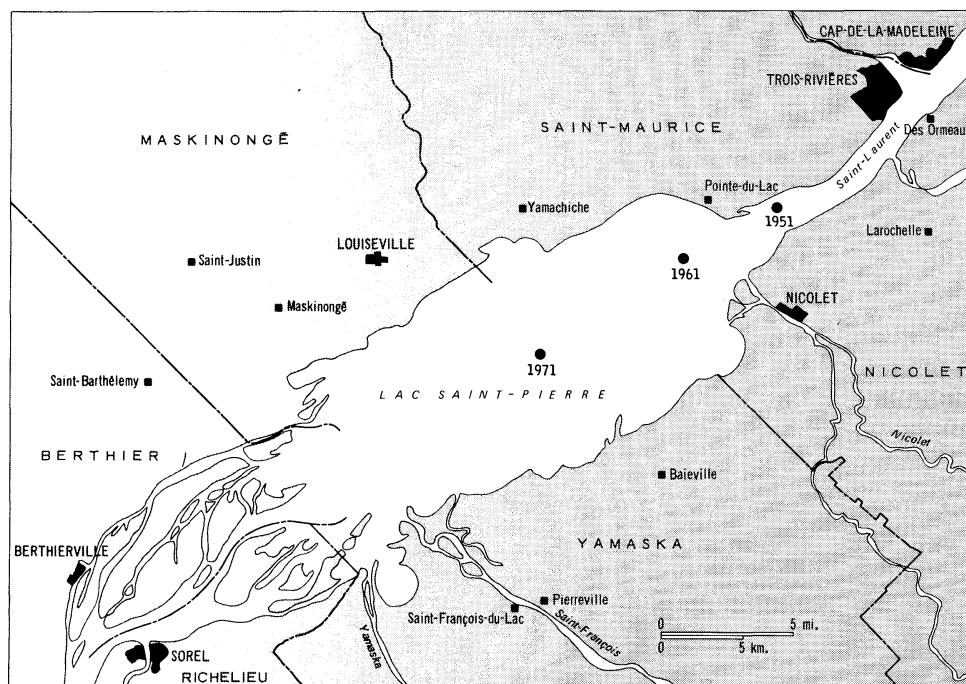 CAP-DE-LA-MADELEINE
TROIS-RIVIÈRES
SAINT-MAURICE
Des Ormeau
MASKINONGÉ
Saint-Laurent
Pointe-du-Lac
Yamachiche
1951
Larochelle
LOUISEVILLE
Saint-Justin
1961
NICOLET
Maskinongé
1971
NICOLET
Saint-Barthélemy
LAC SAINT-PIERRE
Nicolet
BERTHIER
Baieville
YAMASKA
BERTHIERVILLE
Pierreville
Saint-François-du-Lac
Saint-François
0 5 mi.
0 5 km.
Yamaska
SOREL
RICHELIEU